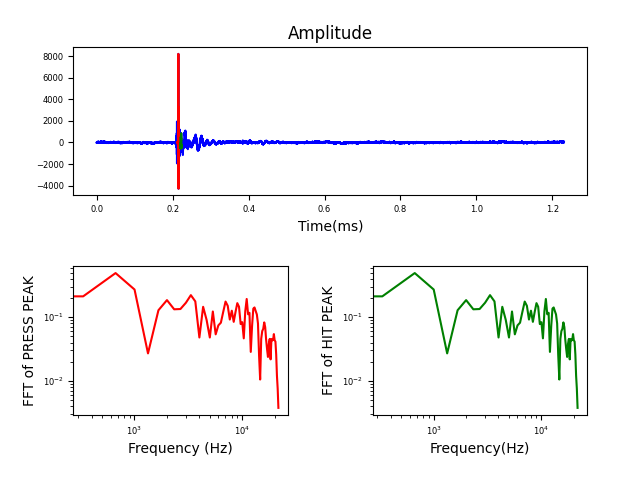 Amplitude
8000
6000
4000
2000
0
−2000
−4000
0.0 0.2 0.4 0.6 0.8 1.0 1.2
Time(ms)
FFT of PRESS PEAK
10⁻¹
10⁻²
10³ 10⁴
Frequency (Hz)
FFT of HIT PEAK
10⁻¹
10⁻²
10³ 10⁴
Frequency(Hz)